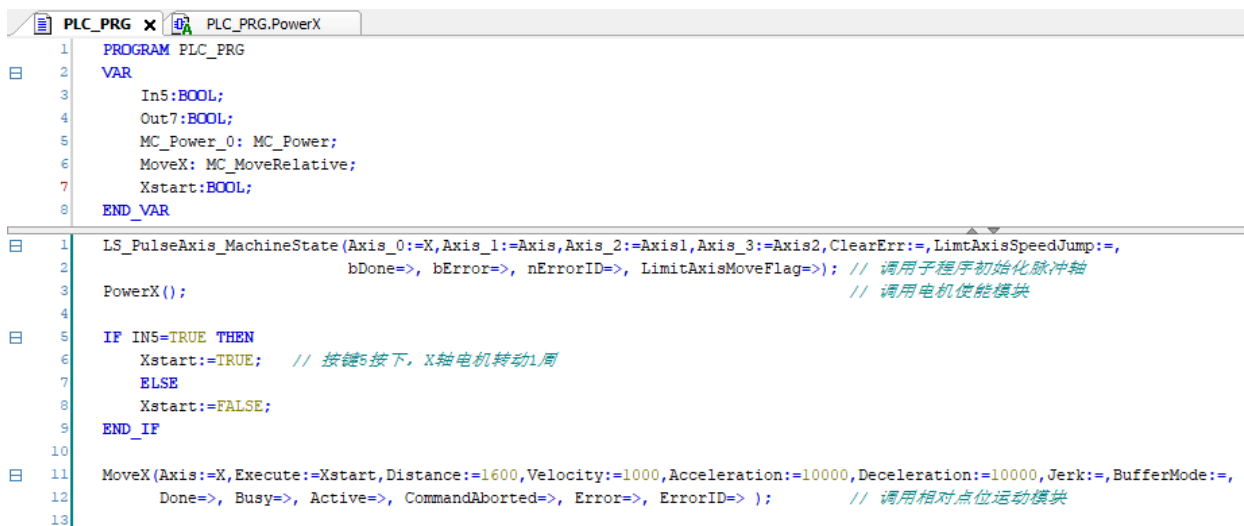 PLC_PRG X PLC_PRG.PowerX
1 PROGRAM PLC_PRG
2 VAR
3 In5:BOOL;
4 Out7:BOOL;
5 MC_Power_0: MC_Power;
6 MoveX: MC_MoveRelative;
7 Xstart:BOOL;
8 END_VAR
1 LS_PulseAxis_MachineState(Axis_0:=X,Axis_1:=Axis,Axis_2:=Axis1,Axis_3:=Axis2,ClearErr:=,LimtAxisSpeedJump:=,
2 bDone=>, bError=>, nErrorID=>, LimitAxisMoveFlag=>); // 调用子程序初始化脉冲轴
3 PowerX(); // 调用电机使能模块
4
5 IF IN5=TRUE THEN
6 Xstart:=TRUE; // 按键5按下，X轴电机转动1周
7 ELSE
8 Xstart:=FALSE;
9 END_IF
10
11 MoveX(Axis:=X,Execute:=Xstart,Distance:=1600,Velocity:=1000,Acceleration:=10000,Deceleration:=10000,Jerk:=,BufferMode:=,
12 Done=>, Busy=>, Active=>, CommandAborted=>, Error=>, ErrorID=> ); // 调用相对点位运动模块
13